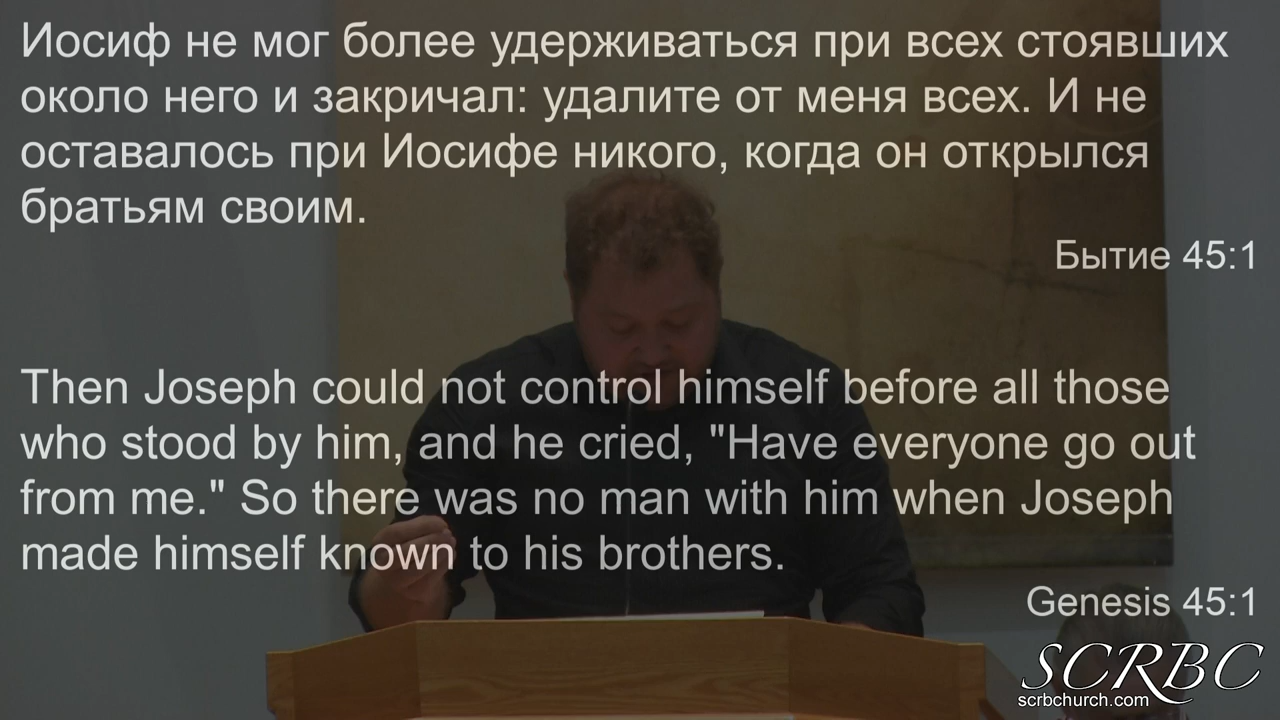 Иосиф не мог более удерживаться при всех стоявших
около него и закричал: удалите от меня всех. И не
оставалось при Иосифе никого, когда он открылся
братьям своим.
Бытие 45:1
Then Joseph could not control himself before all those
who stood by him, and he cried, "Have everyone go out
from me." So there was no man with him when Joseph
made himself known to his brothers.
Genesis 45:1
SCRBC
scrbchurch.com